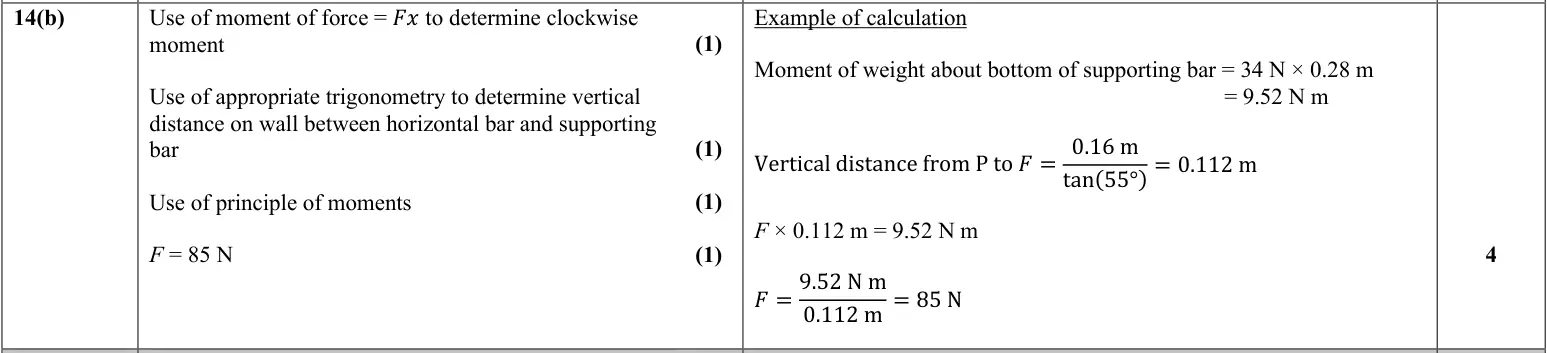 14(b)
Use of moment of force = 𝐹𝑥 to determine clockwise
moment (1)
Use of appropriate trigonometry to determine vertical
distance on wall between horizontal bar and supporting
bar (1)
Use of principle of moments (1)
F = 85 N (1)
Example of calculation
Moment of weight about bottom of supporting bar = 34 N × 0.28 m
= 9.52 N m
Vertical distance from P to 𝐹 = 0.16 m / tan(55°) = 0.112 m
F × 0.112 m = 9.52 N m
𝐹 = 9.52 N m / 0.112 m = 85 N
4